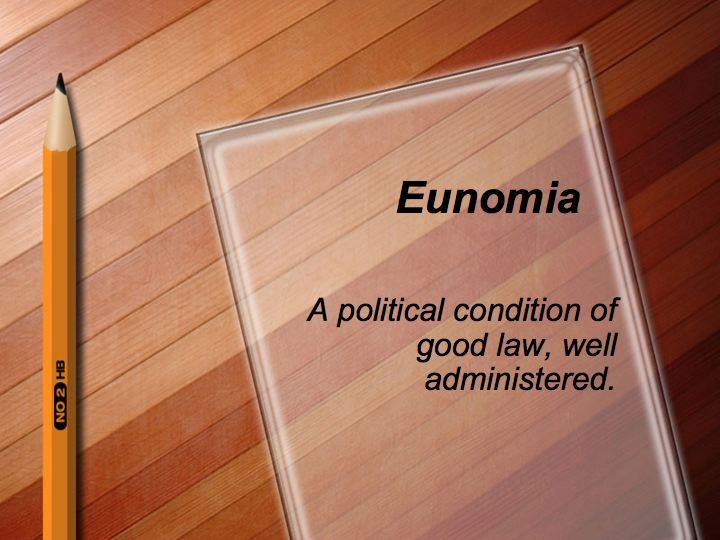 Eunomia
A political condition of
good law, well
administered.
NO 2 HB